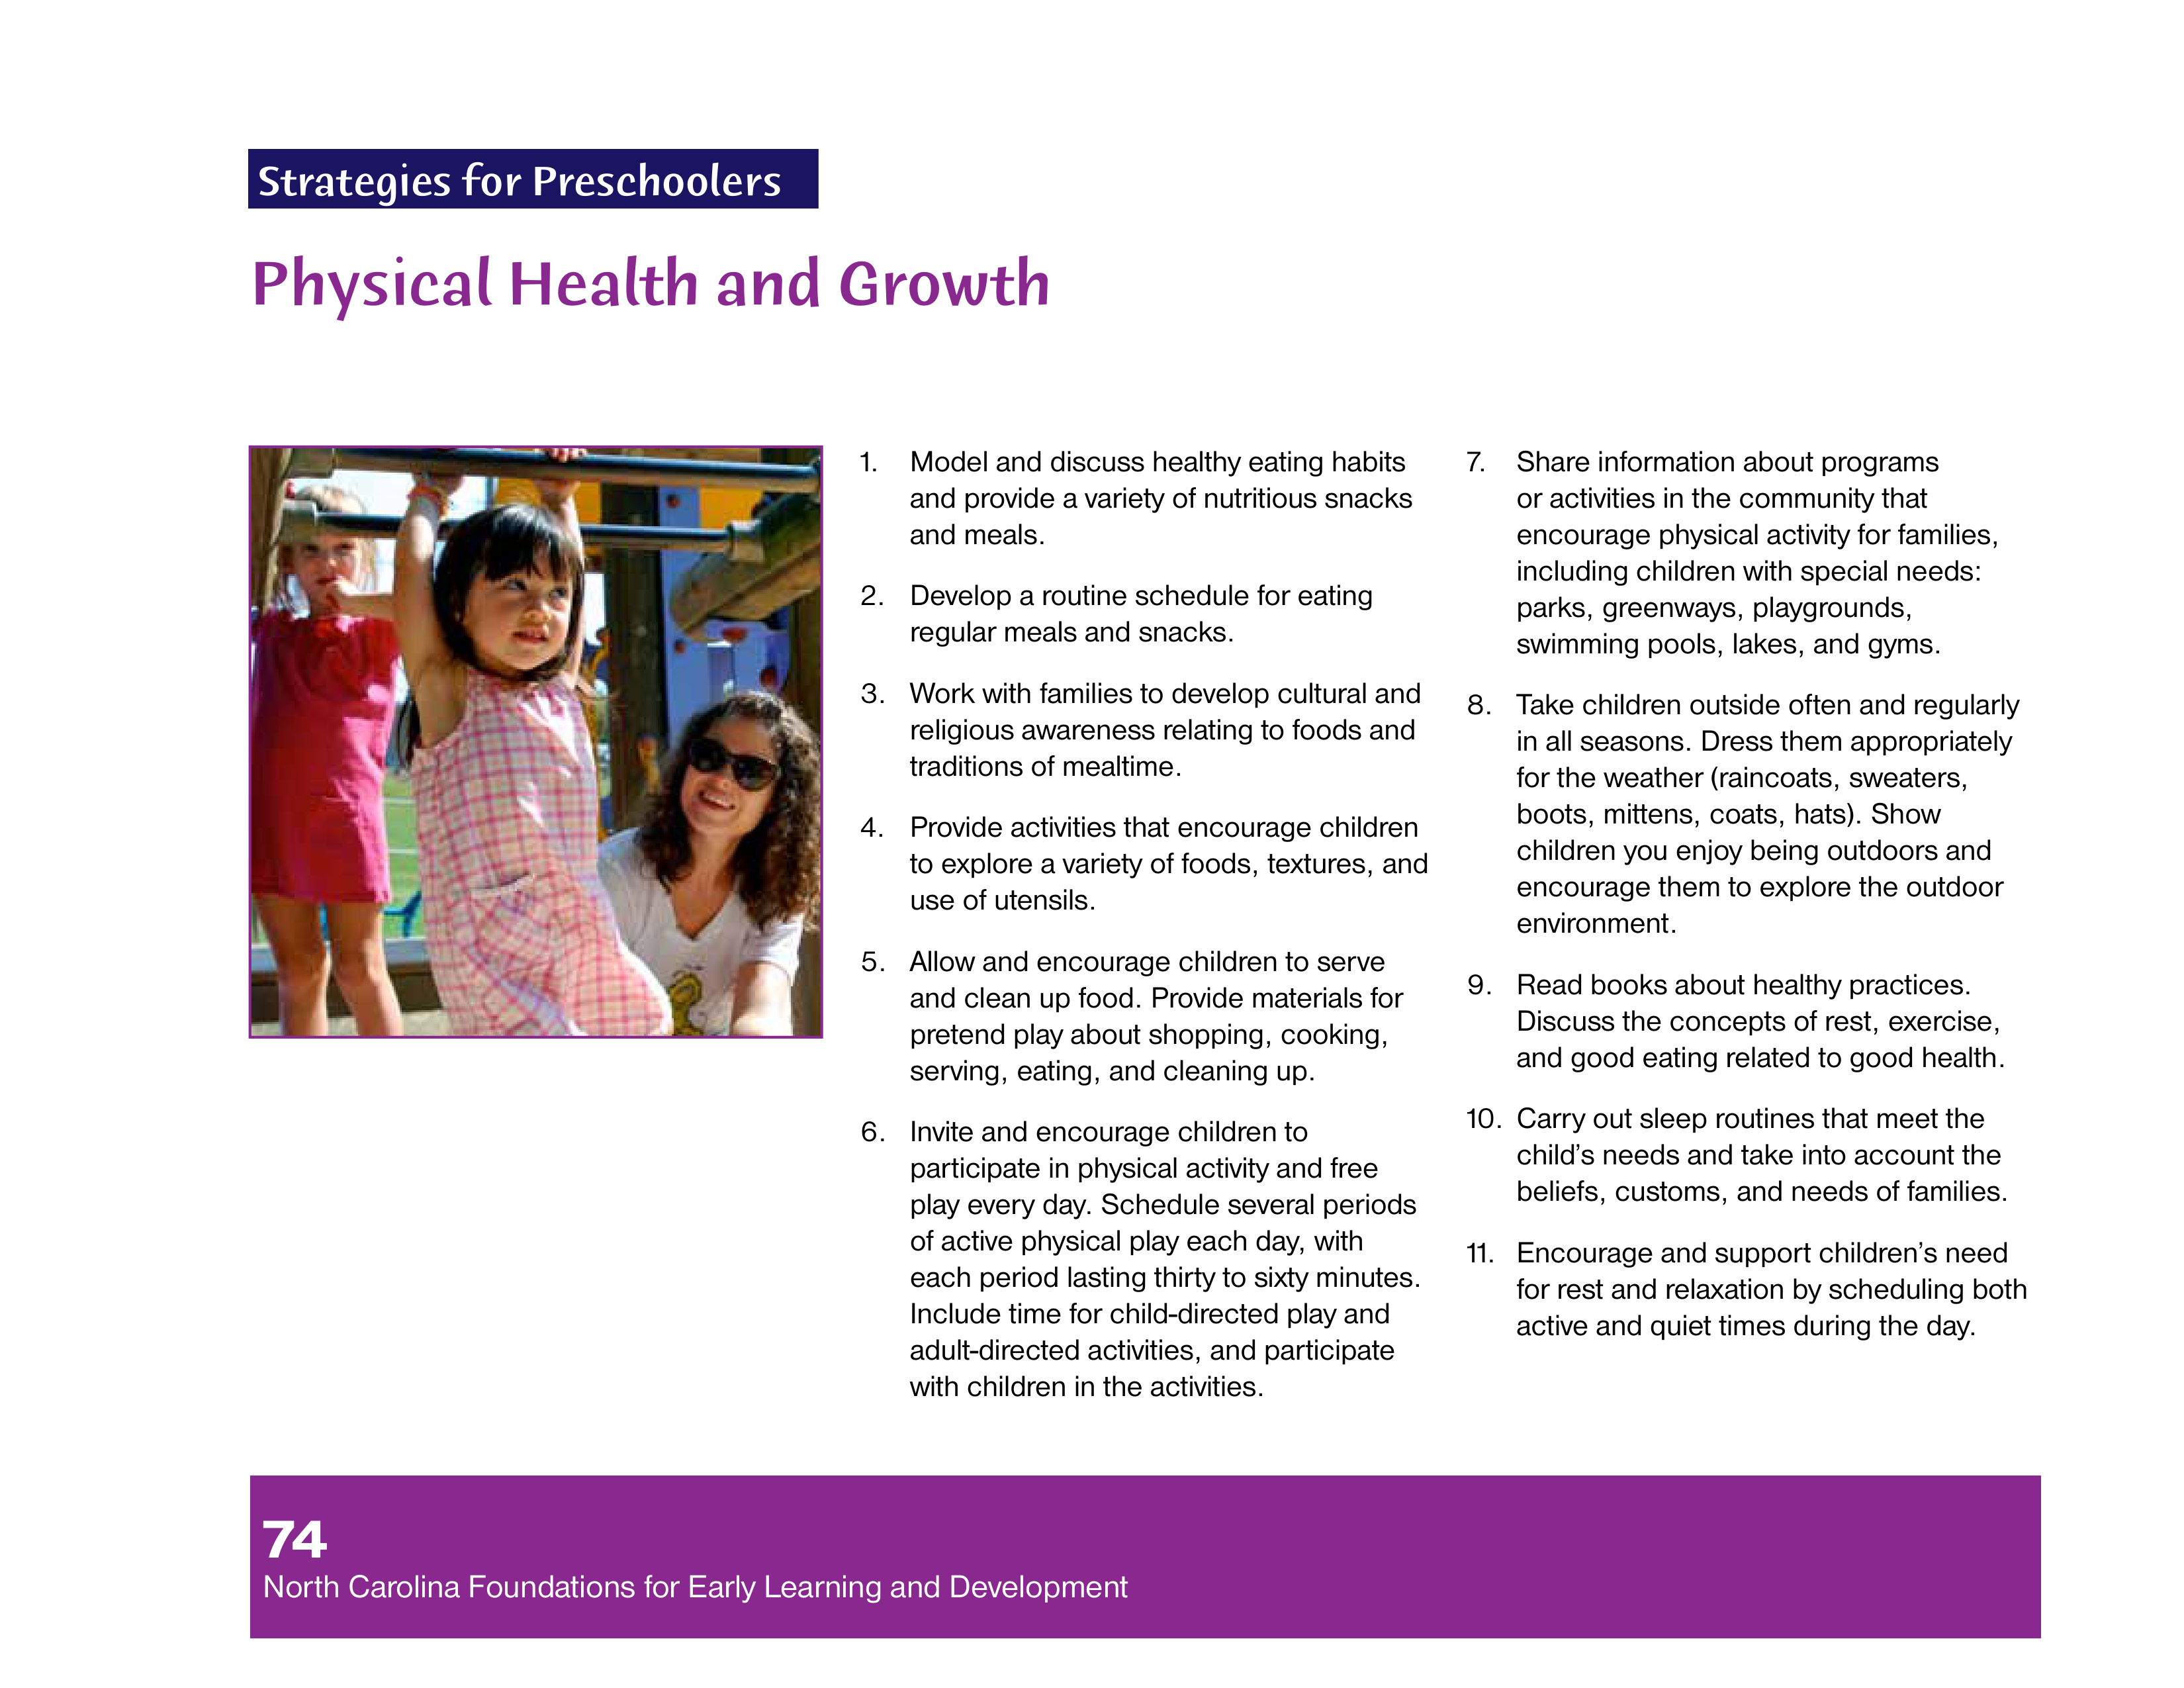 Strategies for Preschoolers
Physical Health and Growth
1. Model and discuss healthy eating habits
and provide a variety of nutritious snacks
and meals.
2. Develop a routine schedule for eating
regular meals and snacks.
3. Work with families to develop cultural and
religious awareness relating to foods and
traditions of mealtime.
4. Provide activities that encourage children
to explore a variety of foods, textures, and
use of utensils.
5. Allow and encourage children to serve
and clean up food. Provide materials for
pretend play about shopping, cooking,
serving, eating, and cleaning up.
6. Invite and encourage children to
participate in physical activity and free
play every day. Schedule several periods
of active physical play each day, with
each period lasting thirty to sixty minutes.
Include time for child-directed play and
adult-directed activities, and participate
with children in the activities.
7. Share information about programs
or activities in the community that
encourage physical activity for families,
including children with special needs:
parks, greenways, playgrounds,
swimming pools, lakes, and gyms.
8. Take children outside often and regularly
in all seasons. Dress them appropriately
for the weather (raincoats, sweaters,
boots, mittens, coats, hats). Show
children you enjoy being outdoors and
encourage them to explore the outdoor
environment.
9. Read books about healthy practices.
Discuss the concepts of rest, exercise,
and good eating related to good health.
10. Carry out sleep routines that meet the
child’s needs and take into account the
beliefs, customs, and needs of families.
11. Encourage and support children’s need
for rest and relaxation by scheduling both
active and quiet times during the day.
74
North Carolina Foundations for Early Learning and Development